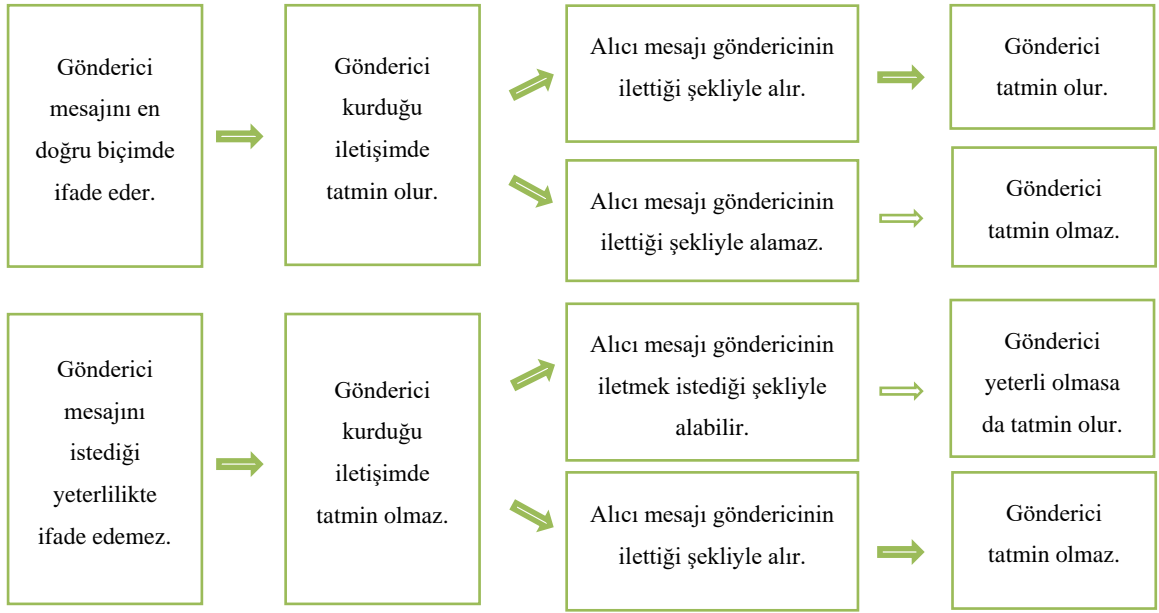 Gönderici
mesajını en
doğru biçimde
ifade eder.
Gönderici
kurduğu
iletişimde
tatmin olur.
Alıcı mesajı göndericinin
ilettiği şekliyle alır.
Gönderici
tatmin olur.
Alıcı mesajı göndericinin
ilettiği şekliyle alamaz.
Gönderici
tatmin olmaz.
Gönderici
mesajını
istediği
yeterlilikte
ifade edemez.
Gönderici
kurduğu
iletişimde
tatmin olmaz.
Alıcı mesajı göndericinin
iletmek istediği şekliyle
alabilir.
Gönderici
yeterli olmasa
da tatmin olur.
Alıcı mesajı göndericinin
ilettiği şekliyle alır.
Gönderici
tatmin olmaz.